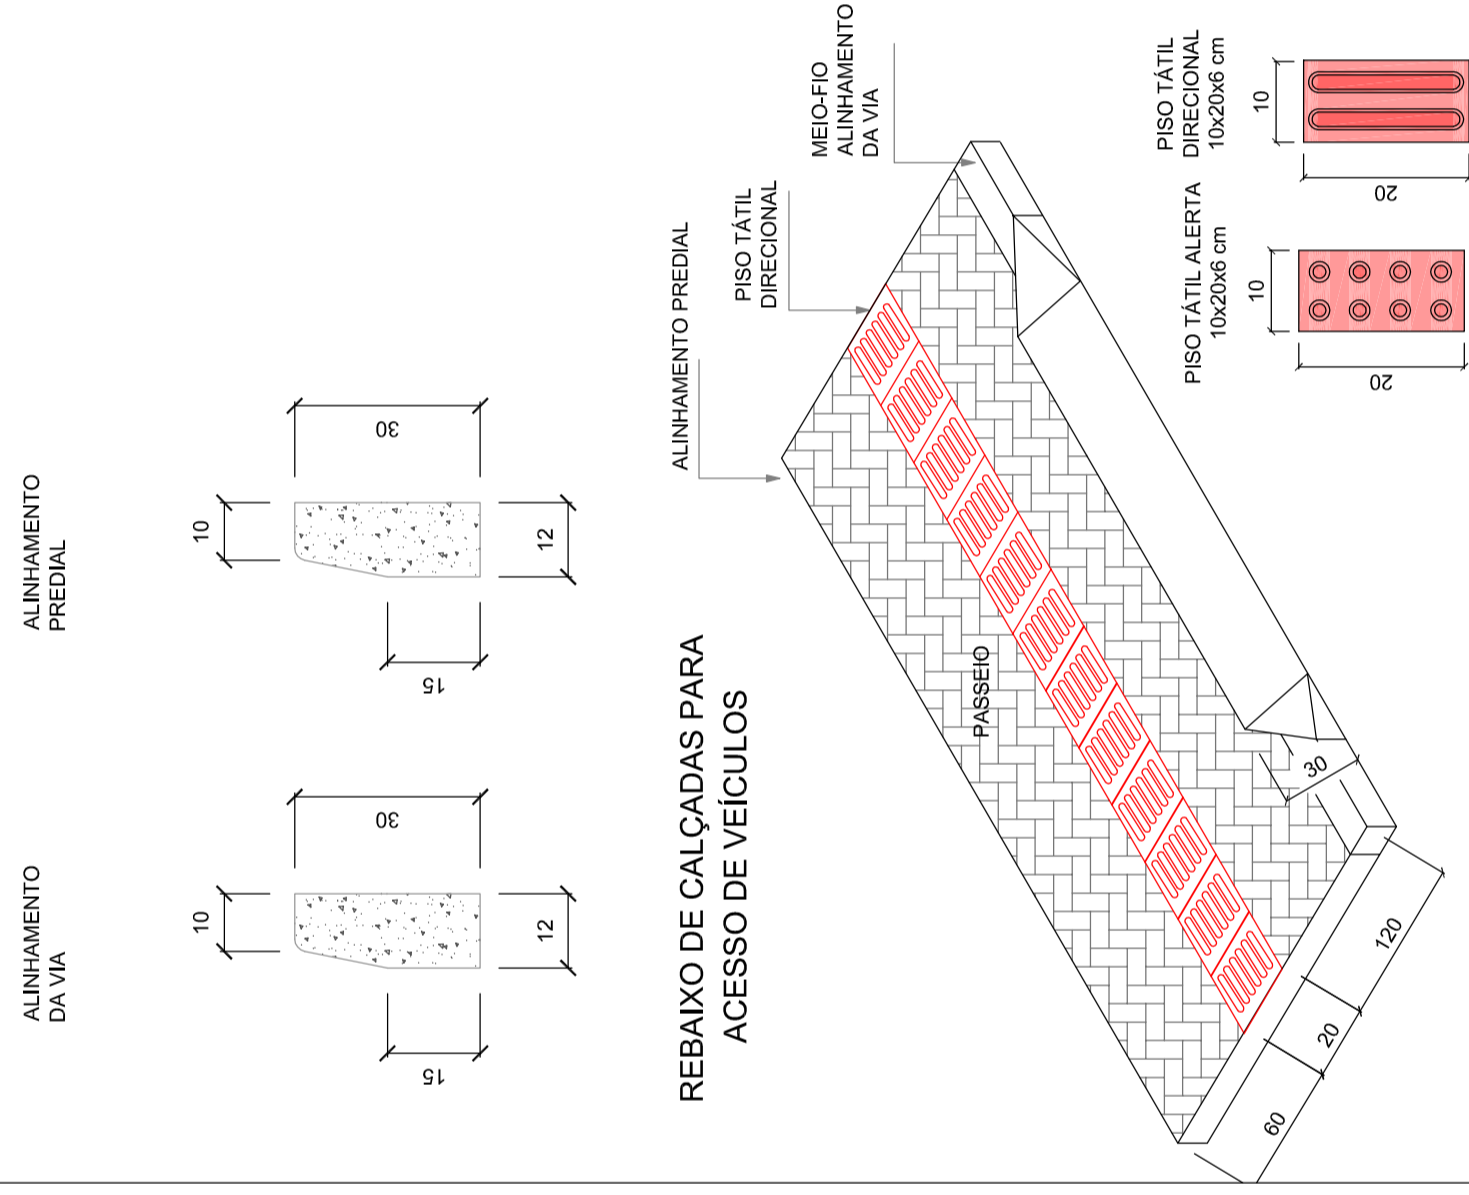 ALINHAMENTO
DA VIA
10
30
12
15
ALINHAMENTO
PREDIAL
10
30
12
15
REBAIXO DE CALÇADAS PARA
ACESSO DE VEÍCULOS
ALINHAMENTO PREDIAL
PISO TÁTIL
DIRECIONAL
MEIO-FIO
ALINHAMENTO
DA VIA
PASSEIO
30
60
20
120
PISO TÁTIL ALERTA
10x20x6 cm
10
20
PISO TÁTIL
DIRECIONAL
10x20x6 cm
10
20